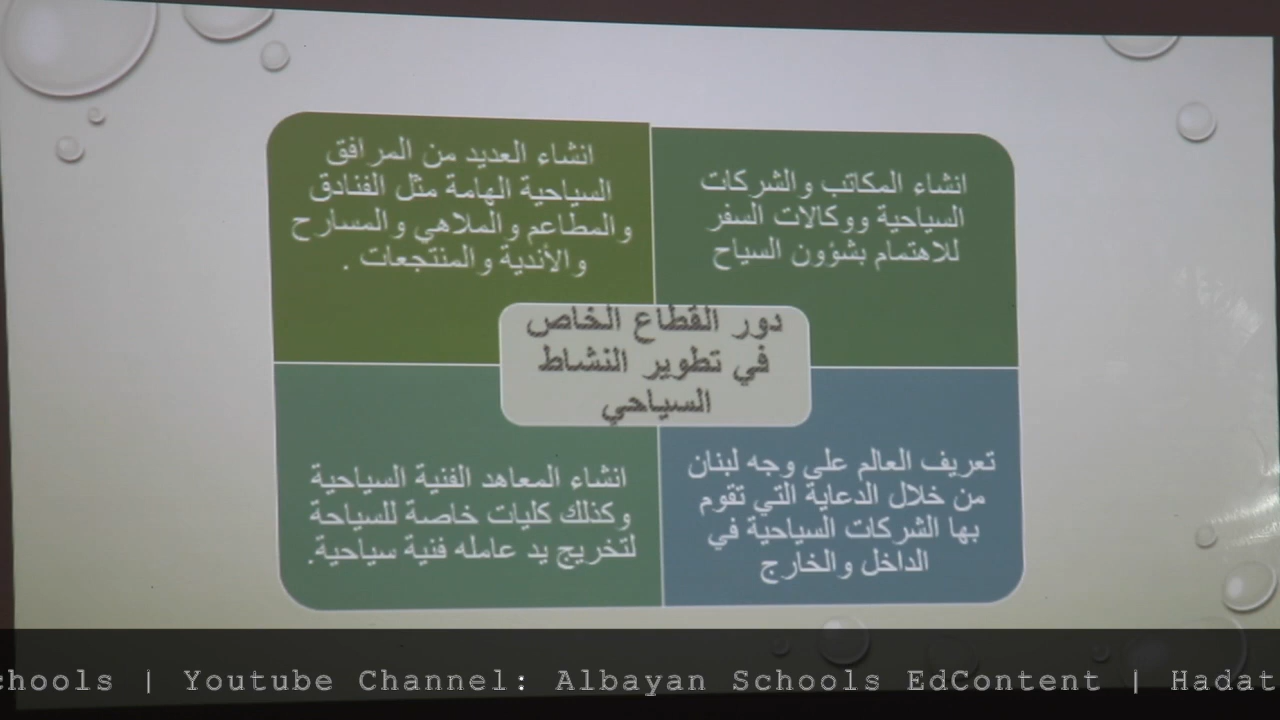 انشاء المكاتب والشركات
السياحية ووكالات السفر
للاهتمام بشؤون السياح
انشاء العديد من المرافق
السياحية الهامة مثل الفنادق
والمطاعم والملاهي والمسارح
والأندية والمنتجعات .
دور القطاع الخاص
في تطوير النشاط
السياحي
تعريف العالم على وجه لبنان
من خلال الدعاية التي تقوم
بها الشركات السياحية في
الداخل والخارج
انشاء المعاهد الفنية السياحية
وكذلك كليات خاصة للسياحة
لتخريج يد عامله فنية سياحية.
chools | Youtube Channel: Albayan Schools EdContent | Hadat